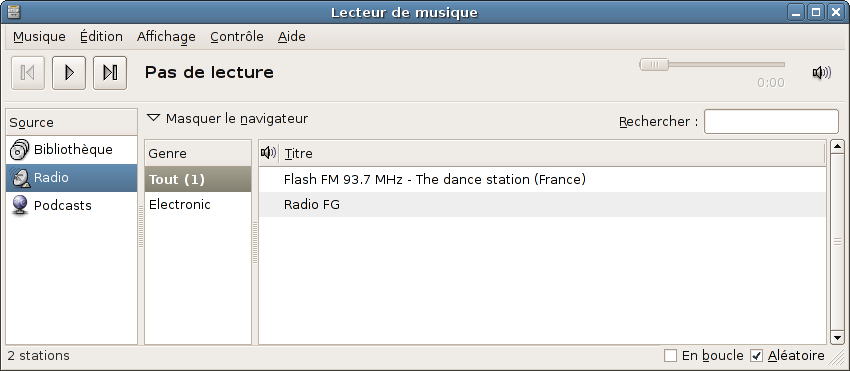 Lecteur de musique
Musique Édition Affichage Contrôle Aide
Pas de lecture
0:00
Source
Bibliothèque
Radio
Podcasts
Masquer le navigateur
Rechercher :
Genre
Tout (1)
Electronic
Titre
Flash FM 93.7 MHz - The dance station (France)
Radio FG
2 stations
En boucle
Aléatoire